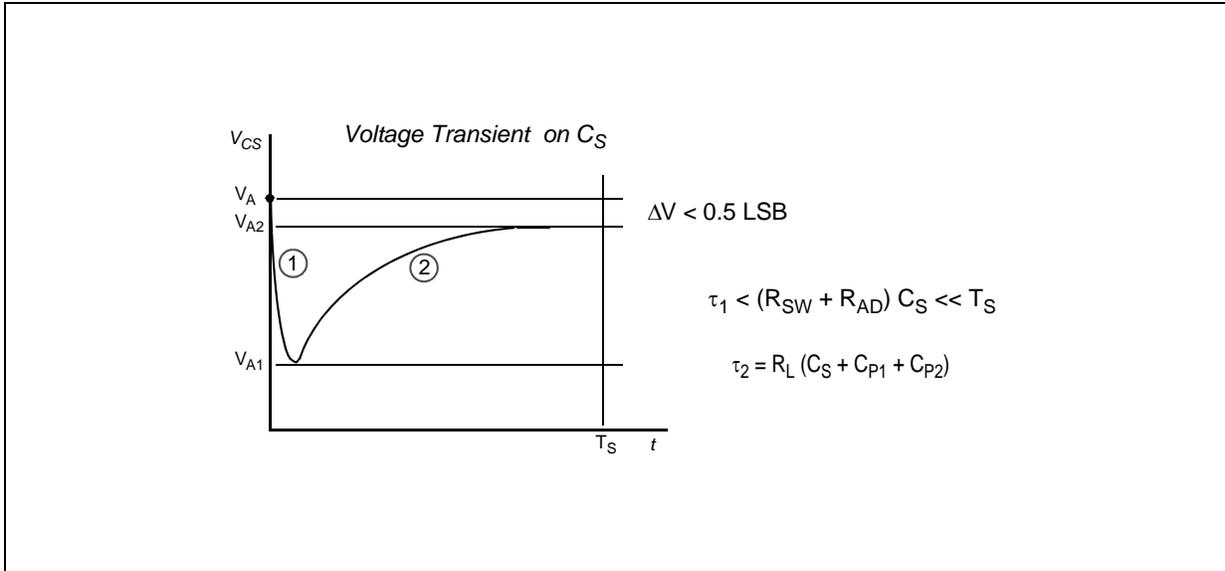 Voltage Transient on CS
VCS
VA
VA2
ΔV < 0.5 LSB
1
2
τ1 < (RSW + RAD) CS << TS
VA1
τ2 = RL (CS + CP1 + CP2)
TS
t